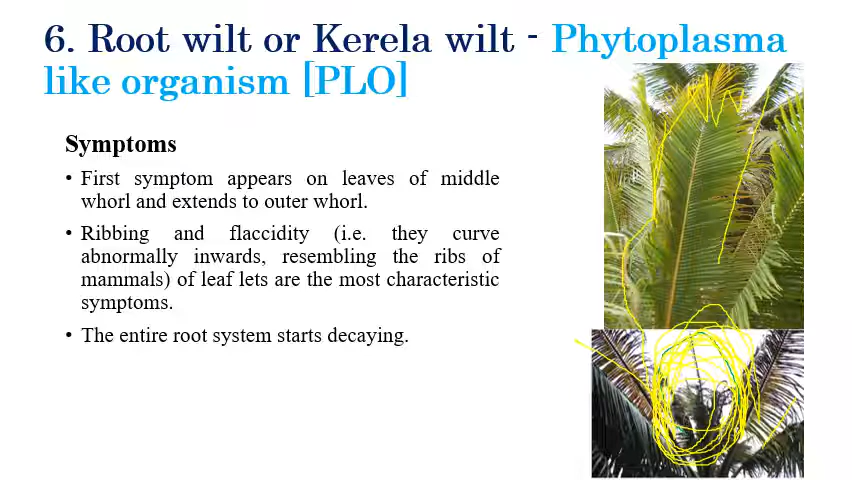 6. Root wilt or Kerela wilt - Phytoplasma
like organism [PLO]
Symptoms
• First symptom appears on leaves of middle
whorl and extends to outer whorl.
• Ribbing and flaccidity (i.e. they curve
abnormally inwards, resembling the ribs of
mammals) of leaf lets are the most characteristic
symptoms.
• The entire root system starts decaying.